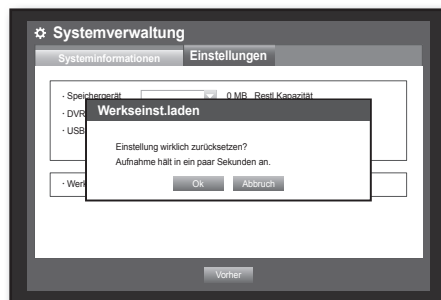 Systemverwaltung
Systeminformationen Einstellungen
· Speichergerät 0 MB Restl.Kapazität
· DVR
Werkseinst.laden
· USB
Einstellung wirklich zurücksetzen?
Aufnahme hält in ein paar Sekunden an.
Ok Abbruch
· Werk
Vorher